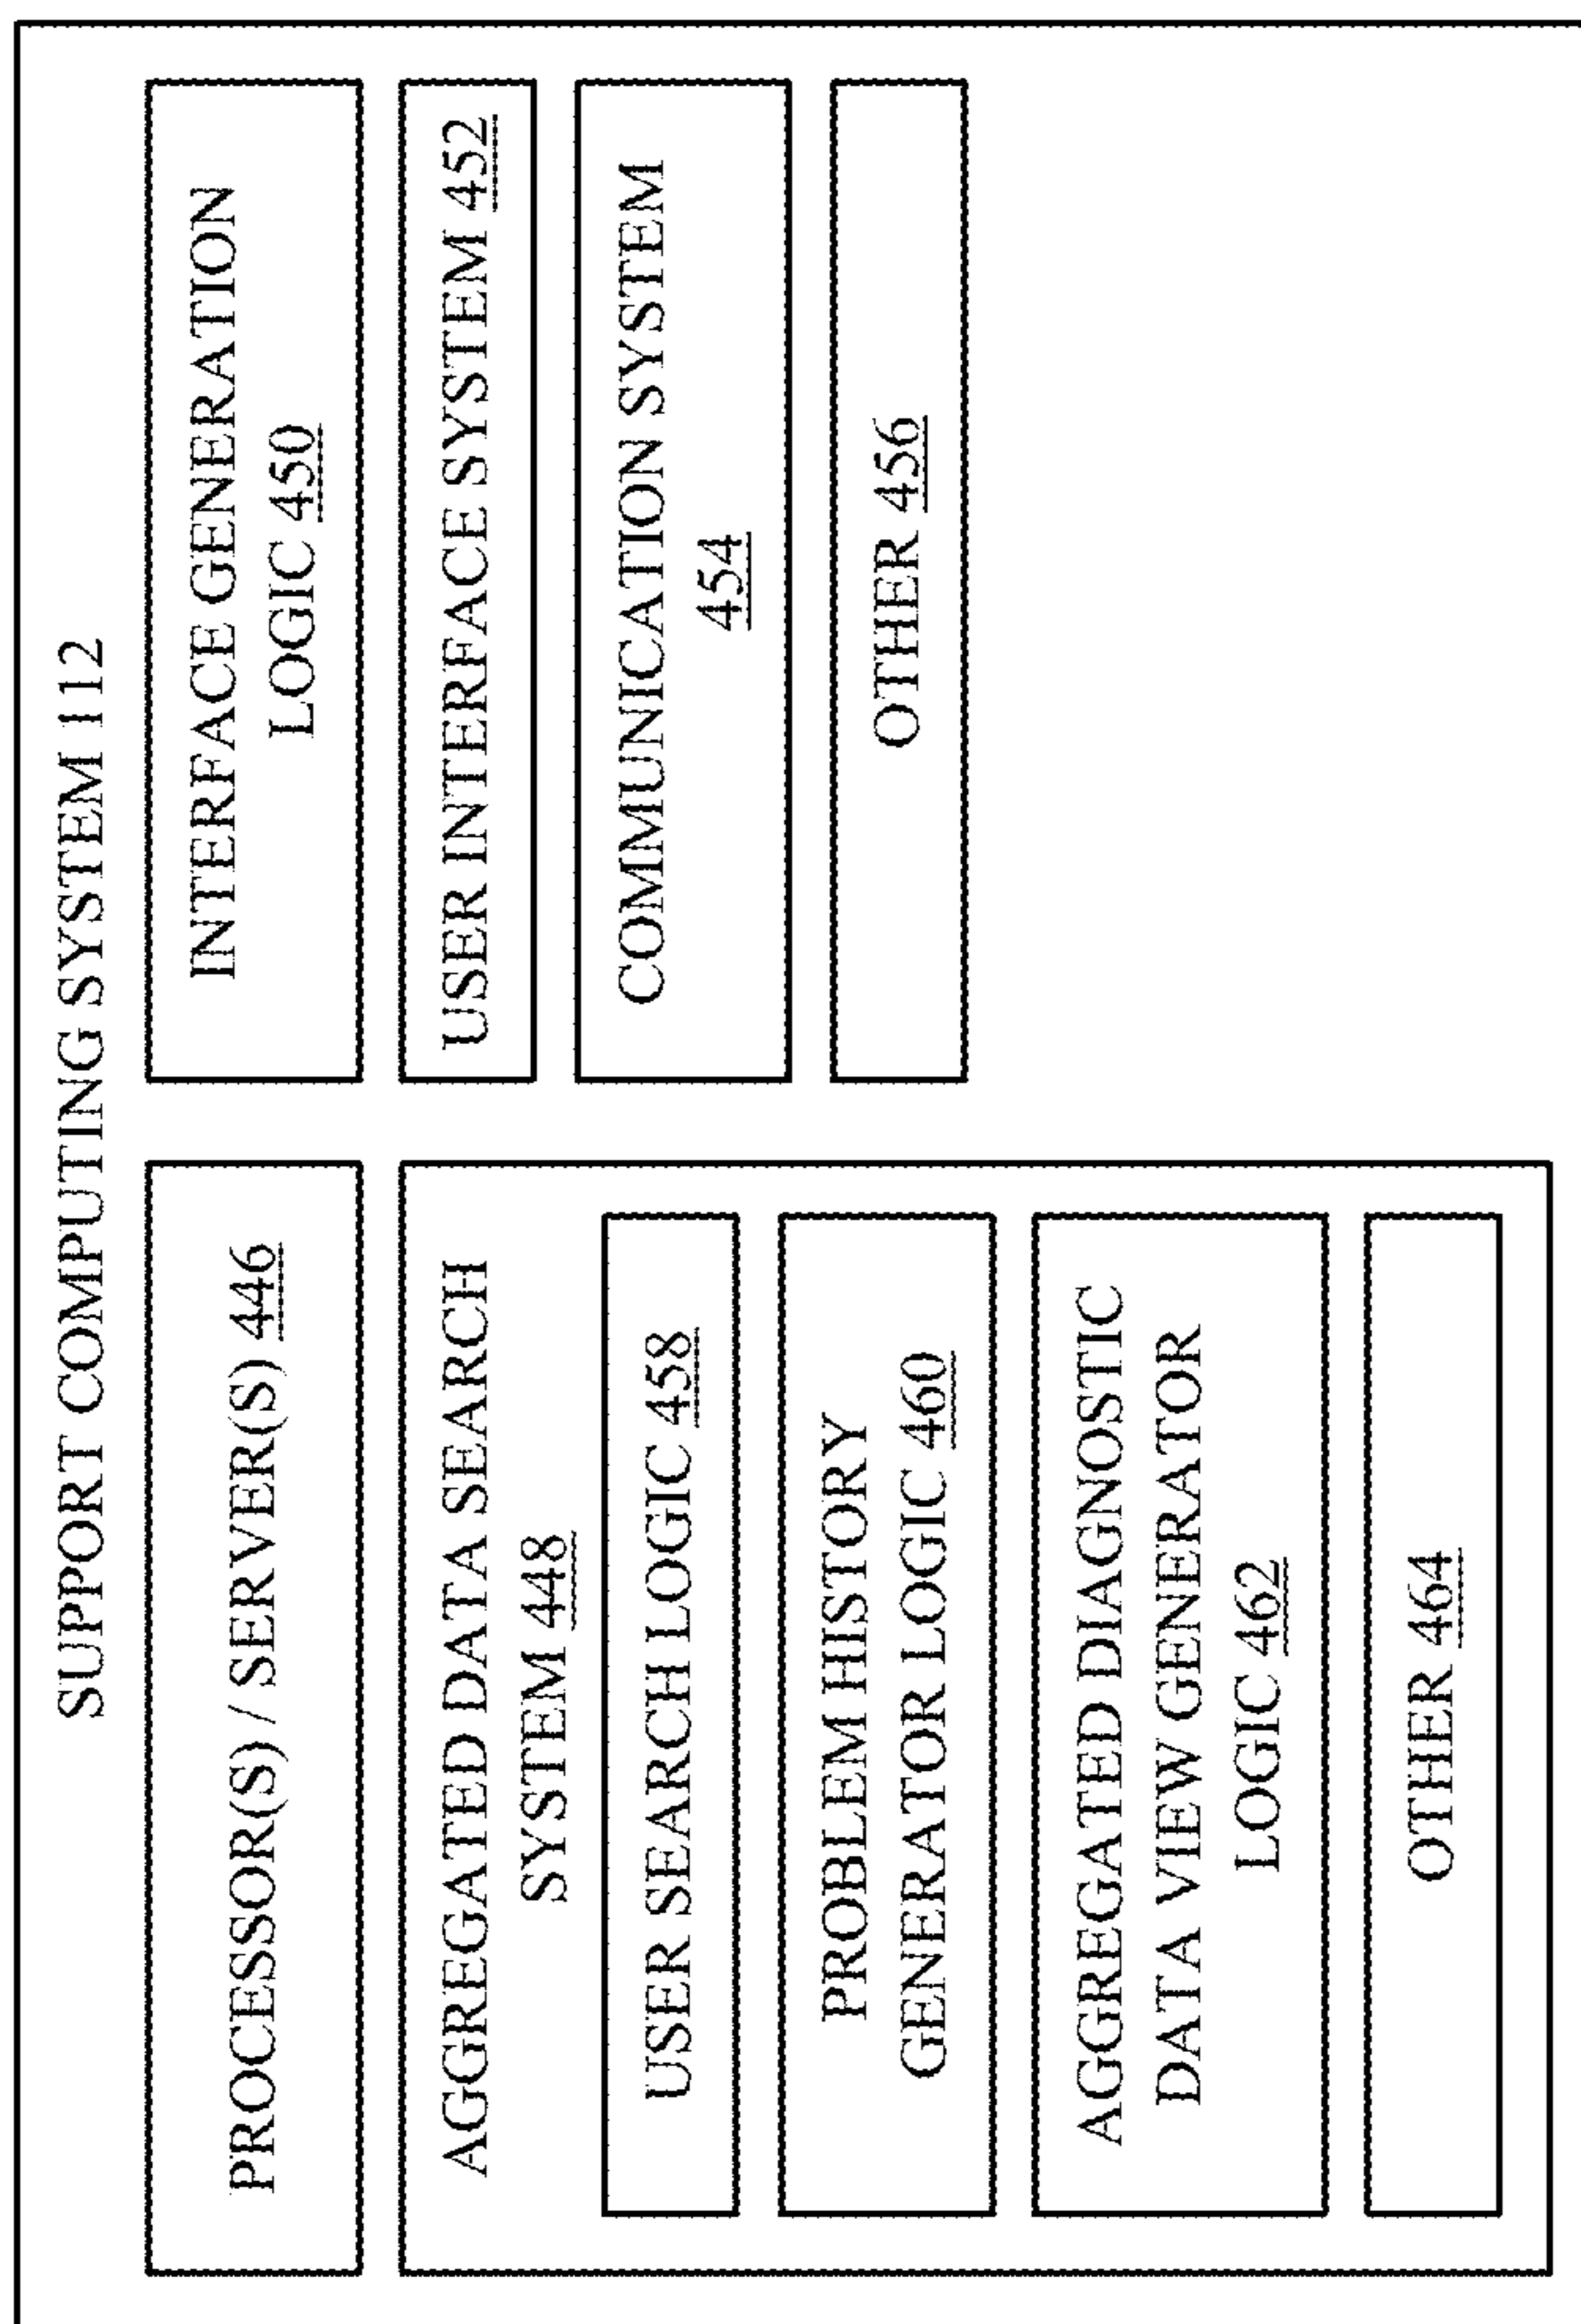 SUPPORT COMPUTING SYSTEM 112
PROCESSOR(S) / SERVER(S) 446
AGGREGATED DATA SEARCH
SYSTEM 448
USER SEARCH LOGIC 458
PROBLEM HISTORY
GENERATOR LOGIC 460
AGGREGATED DIAGNOSTIC
DATA VIEW GENERATOR
LOGIC 462
OTHER 464
INTERFACE GENERATION
LOGIC 450
USER INTERFACE SYSTEM 452
COMMUNICATION SYSTEM
454
OTHER 456